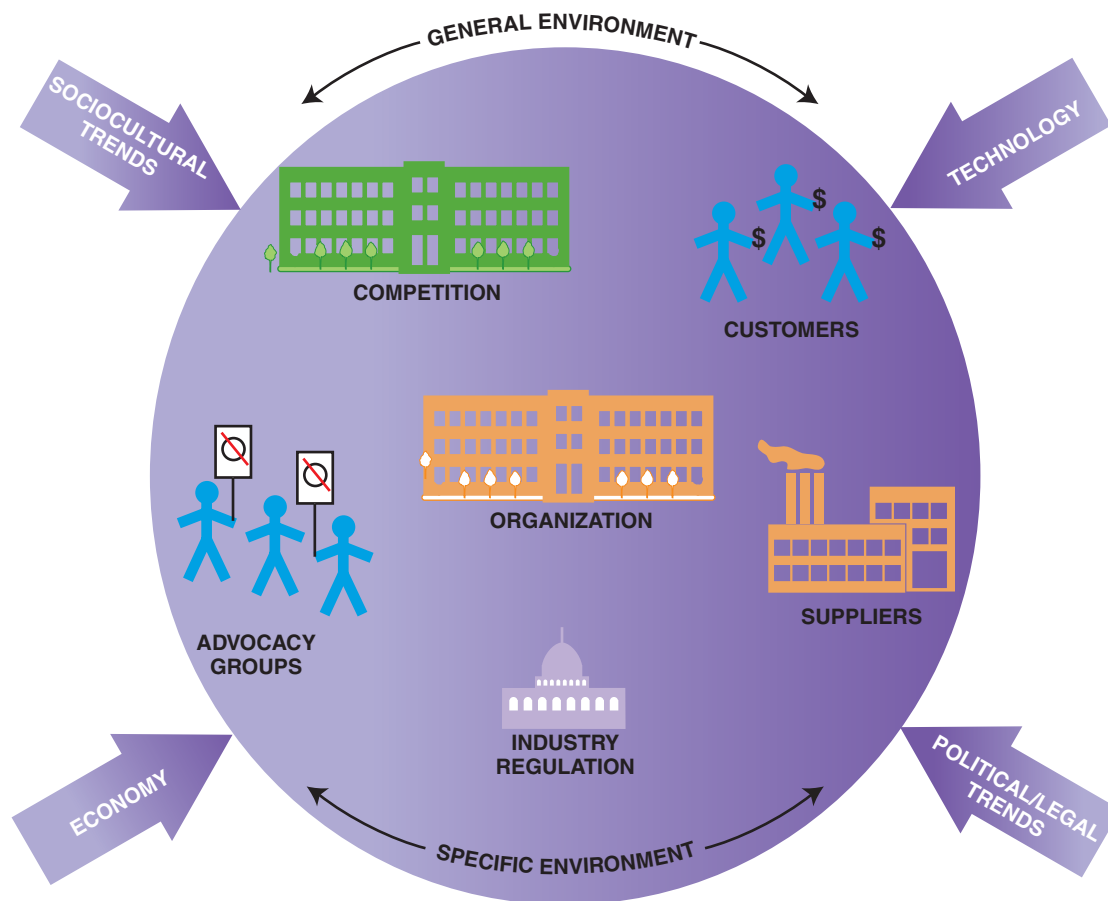 GENERAL ENVIRONMENT
SOCIOCULTURAL
TRENDS
TECHNOLOGY
$
$
$
COMPETITION
CUSTOMERS
ORGANIZATION
SUPPLIERS
ADVOCACY
GROUPS
INDUSTRY
REGULATION
ECONOMY
POLITICAL/LEGAL
TRENDS
SPECIFIC ENVIRONMENT